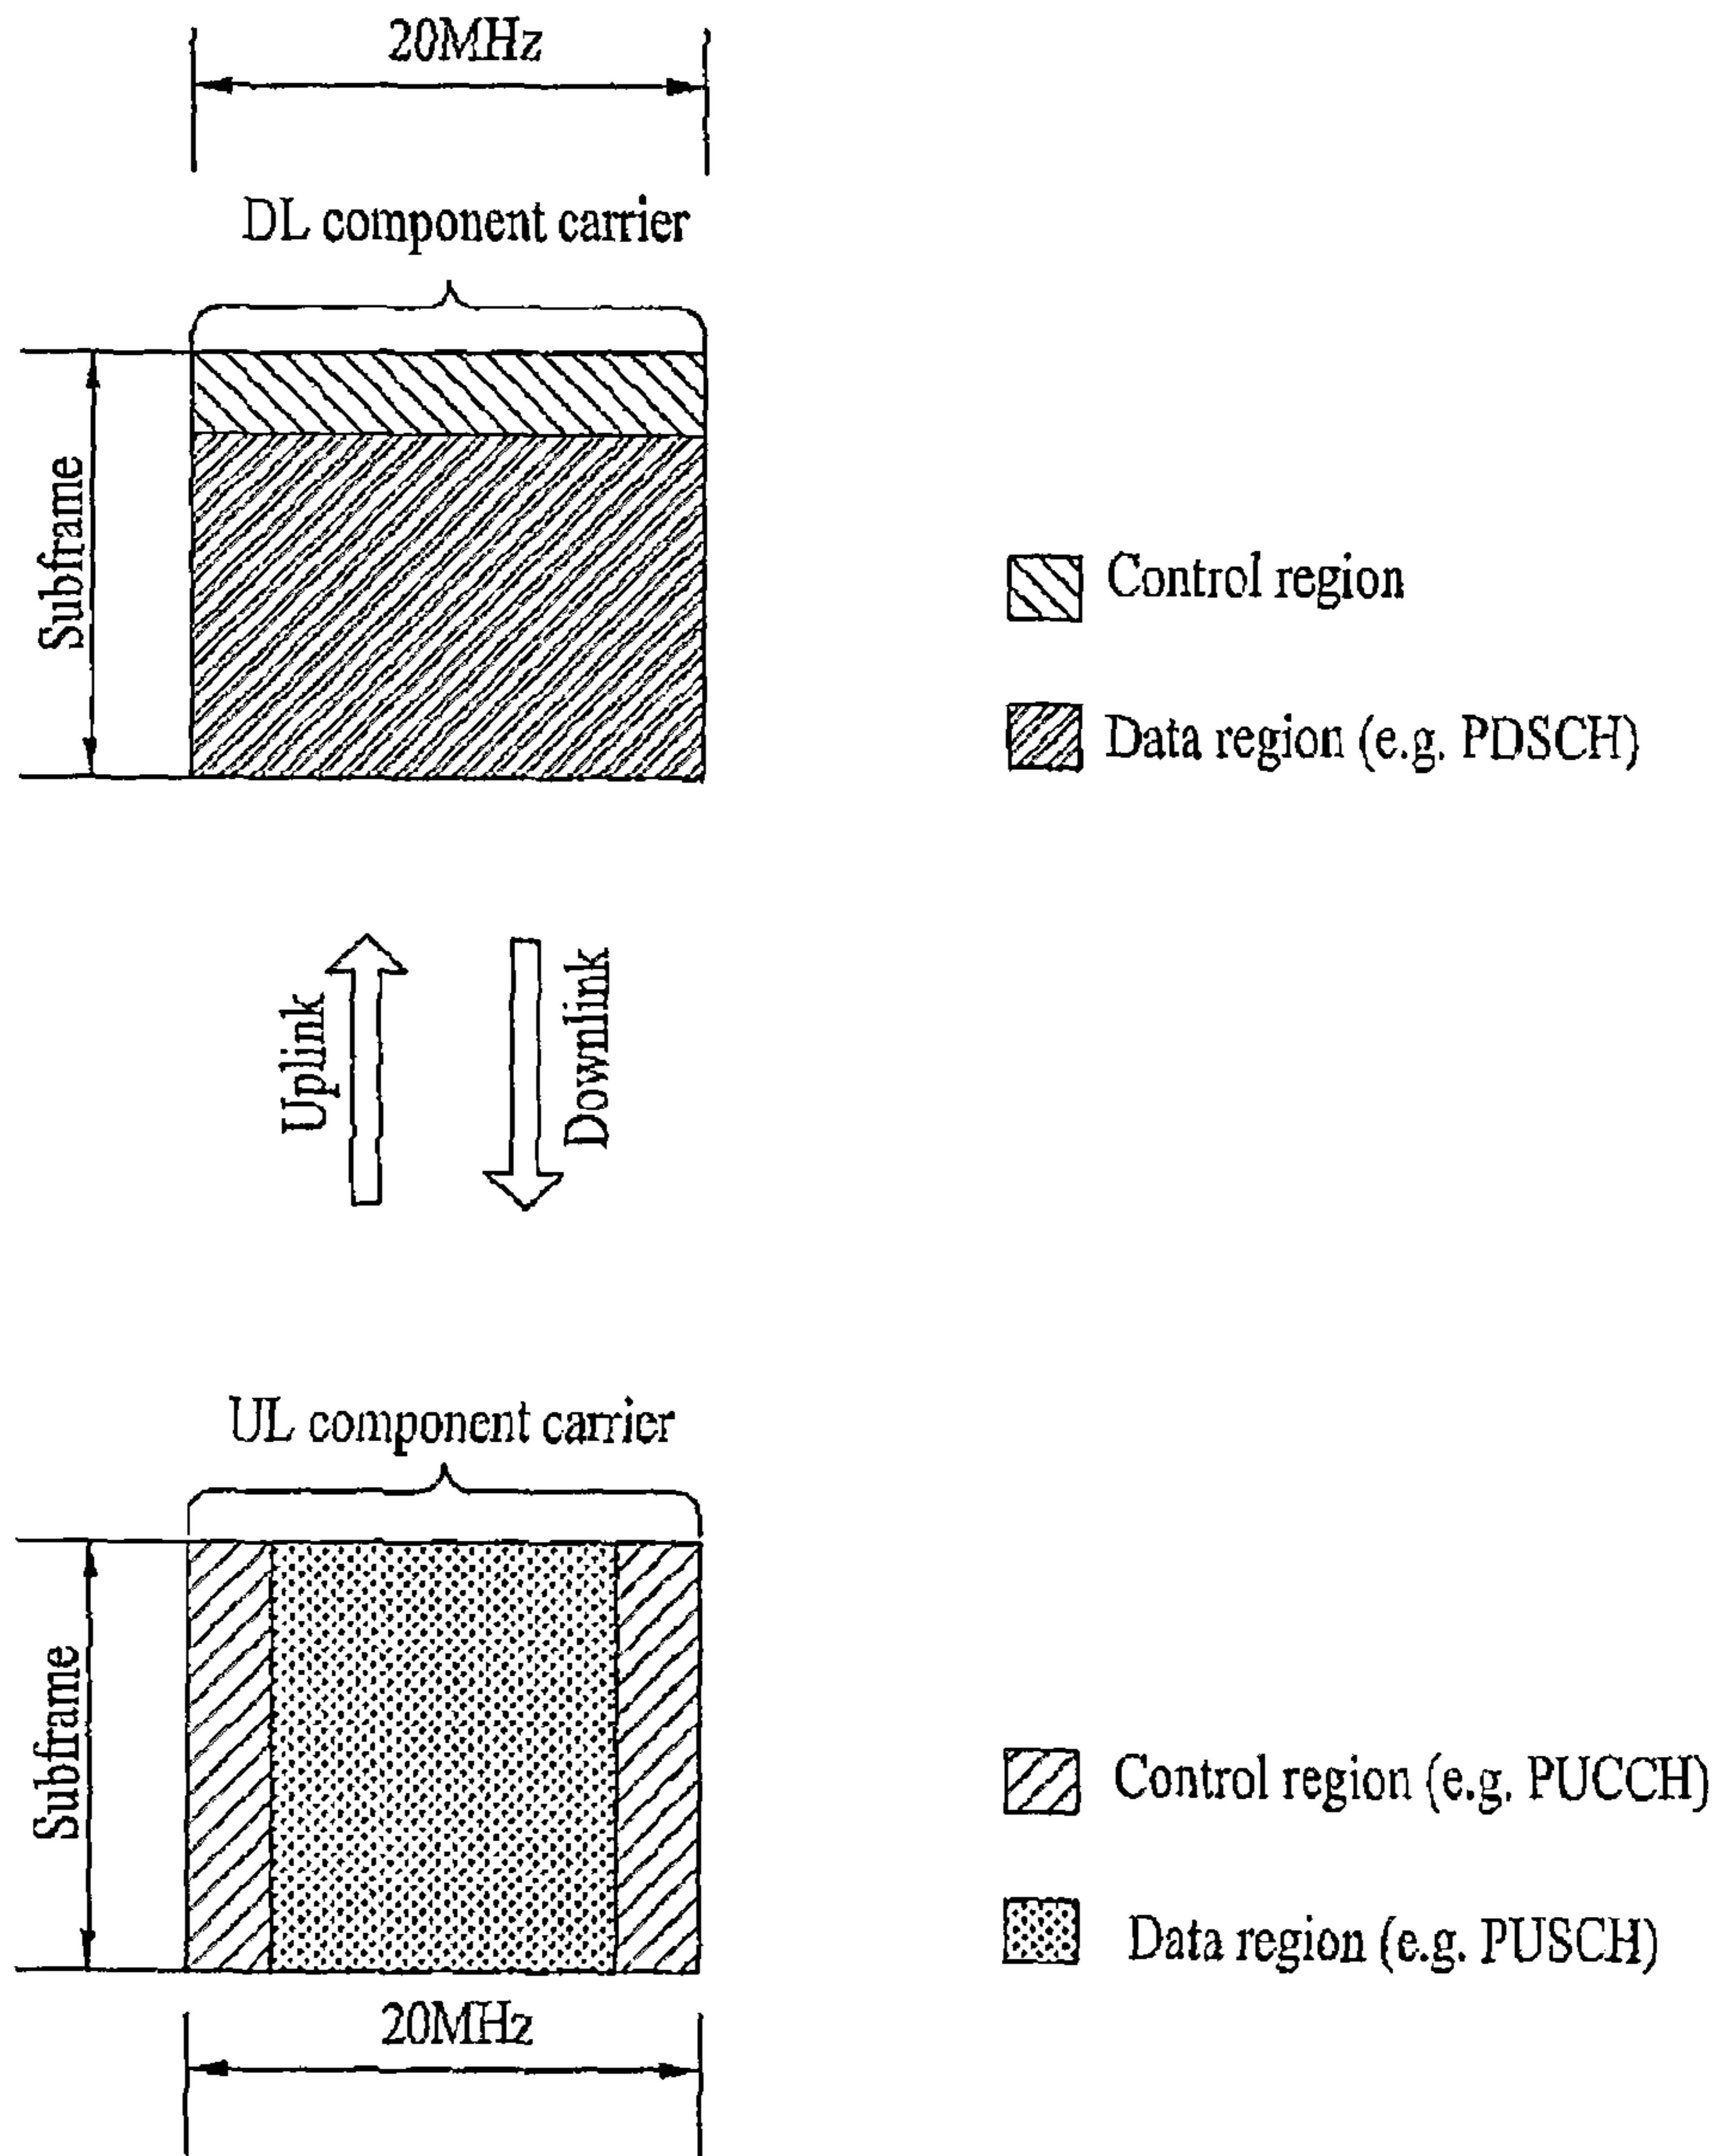 20MHz
DL component carrier
Subframe
Control region
Data region (e.g. PDSCH)
Uplink
Downlink
UL component carrier
Subframe
Control region (e.g. PUCCH)
Data region (e.g. PUSCH)
20MHz